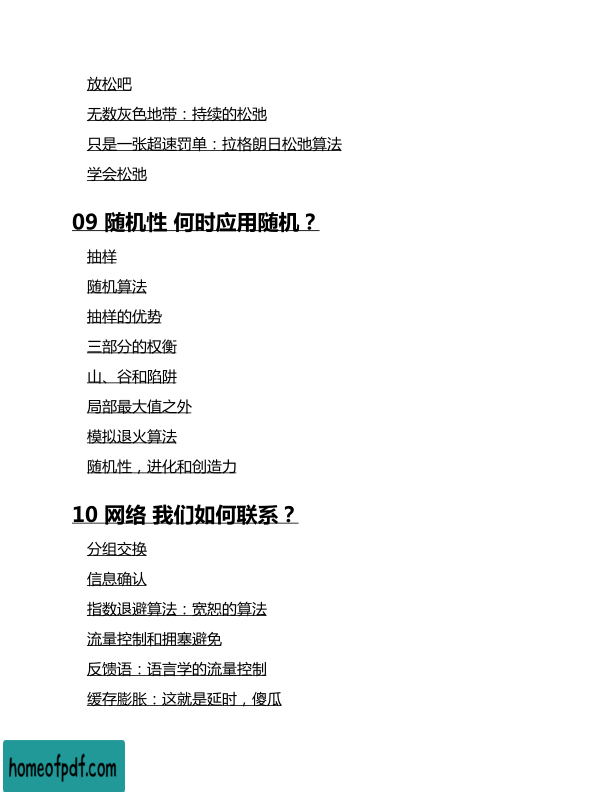 放松吧
无数灰色地带：持续的松弛
只是一张超速罚单：拉格朗日松弛算法
学会松弛
09 随机性 何时应用随机？
抽样
随机算法
抽样的优势
三部分的权衡
山、谷和陷阱
局部最大值之外
模拟退火算法
随机性，进化和创造力
10 网络 我们如何联系？
分组交换
信息确认
指数退避算法：宽恕的算法
流量控制和拥塞避免
反馈语：语言学的流量控制
缓存膨胀：这就是延时，傻瓜
homeofpdf.com